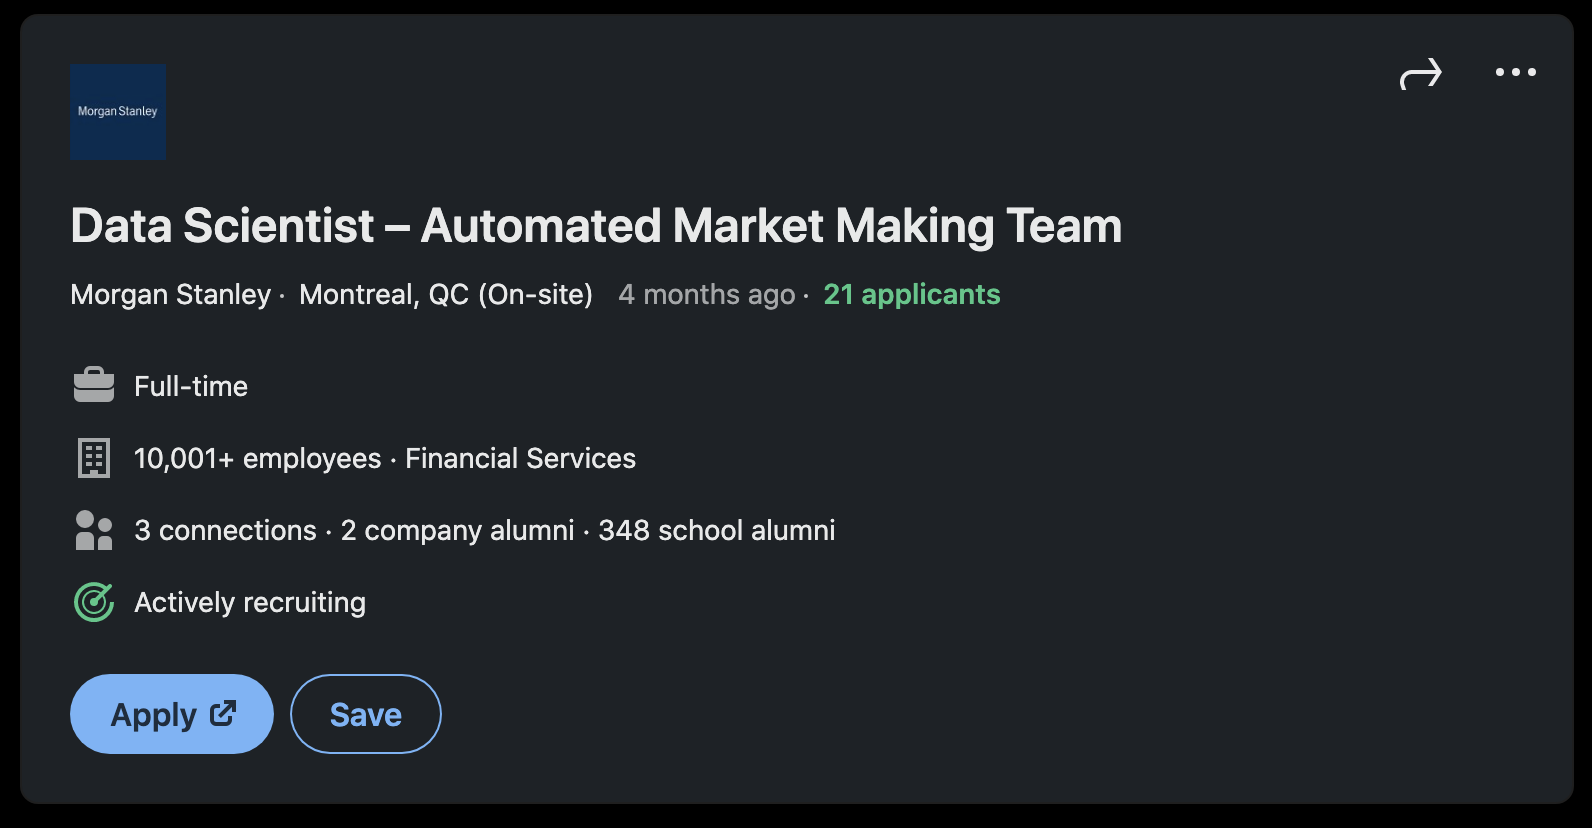 Morgan Stanley
Data Scientist – Automated Market Making Team
Morgan Stanley · Montreal, QC (On-site) 4 months ago · 21 applicants
Full-time
10,001+ employees · Financial Services
3 connections · 2 company alumni · 348 school alumni
Actively recruiting
Apply
Save